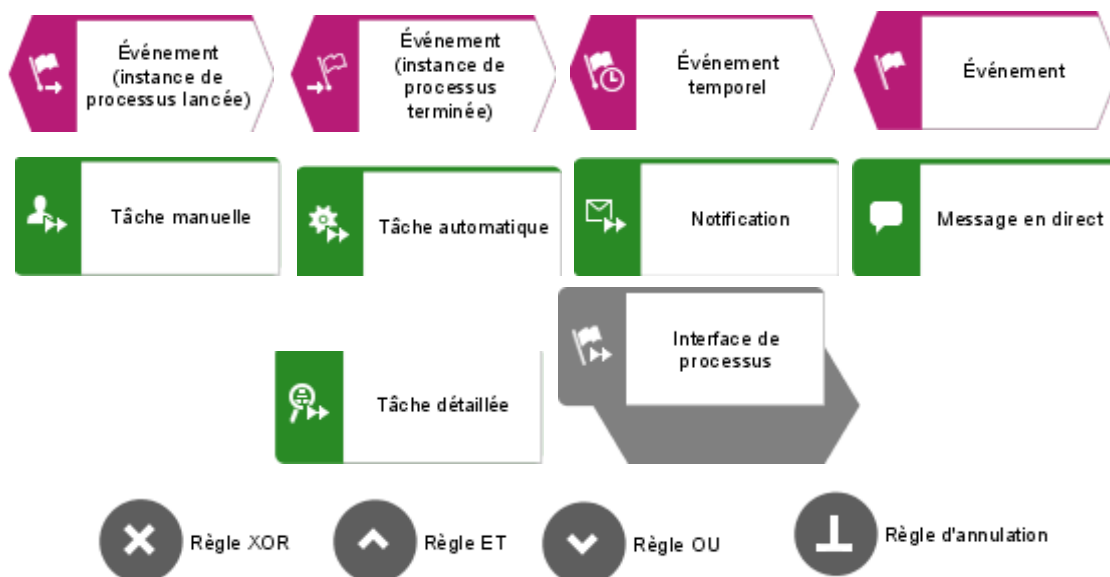 Événement
(instance de
processus lancée)
Événement
(instance de
processus
terminée)
Événement
temporel
Événement
Tâche manuelle
Tâche automatique
Notification
Message en direct
Interface de
processus
Tâche détaillée
Règle XOR
Règle ET
Règle OU
Règle d'annulation